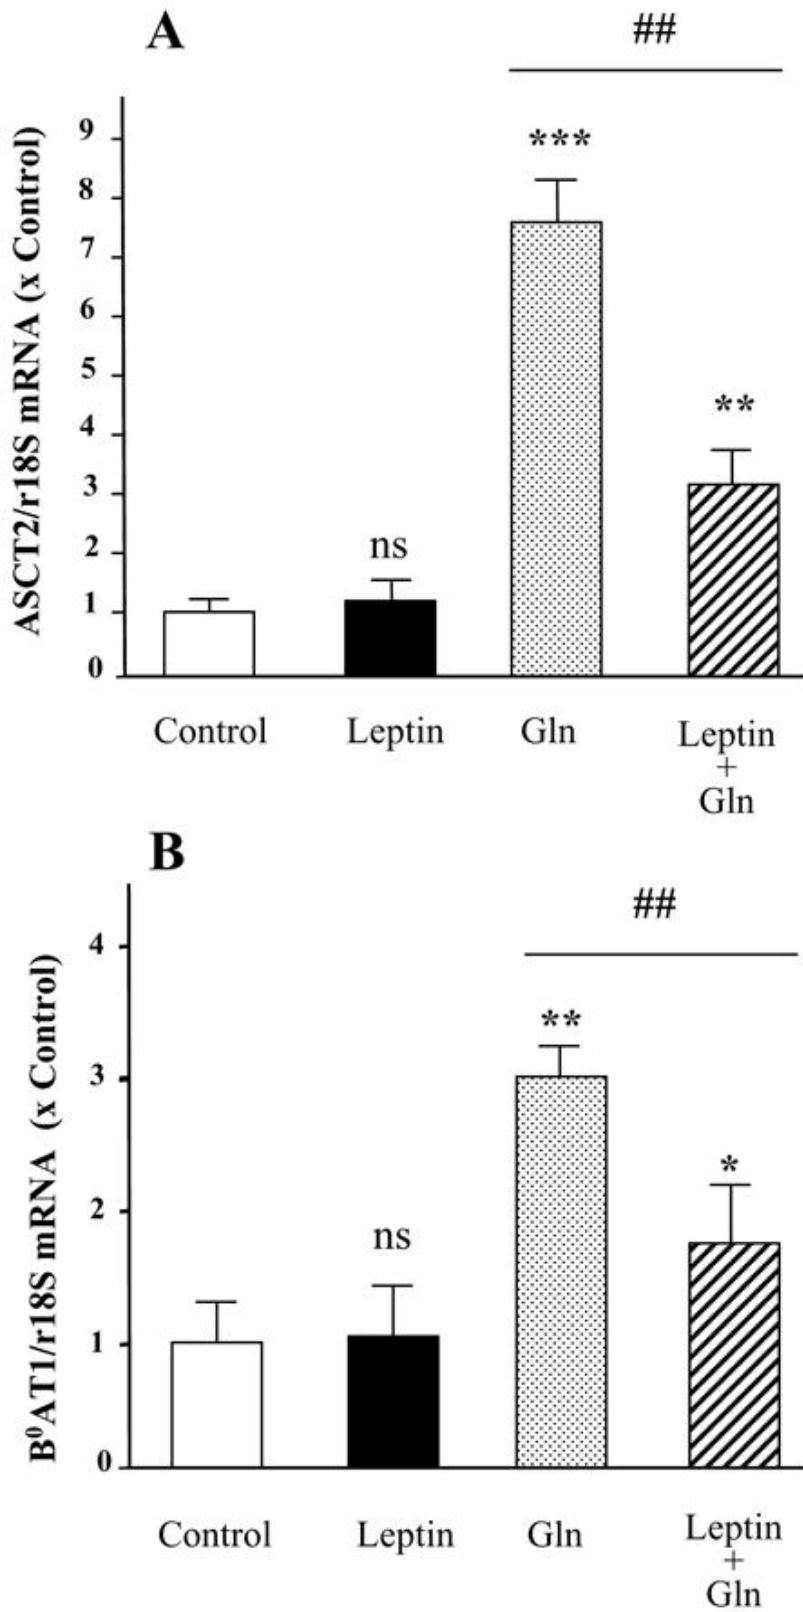 A
##
ASCT2/r18S mRNA (x Control)
9
8
7
6
5
4
3
2
1
0
***
**
ns
Control
Leptin
Gln
Leptin
+
Gln
B
##
B⁰AT1/r18S mRNA (x Control)
4
3
2
1
0
**
*
ns
Control
Leptin
Gln
Leptin
+
Gln